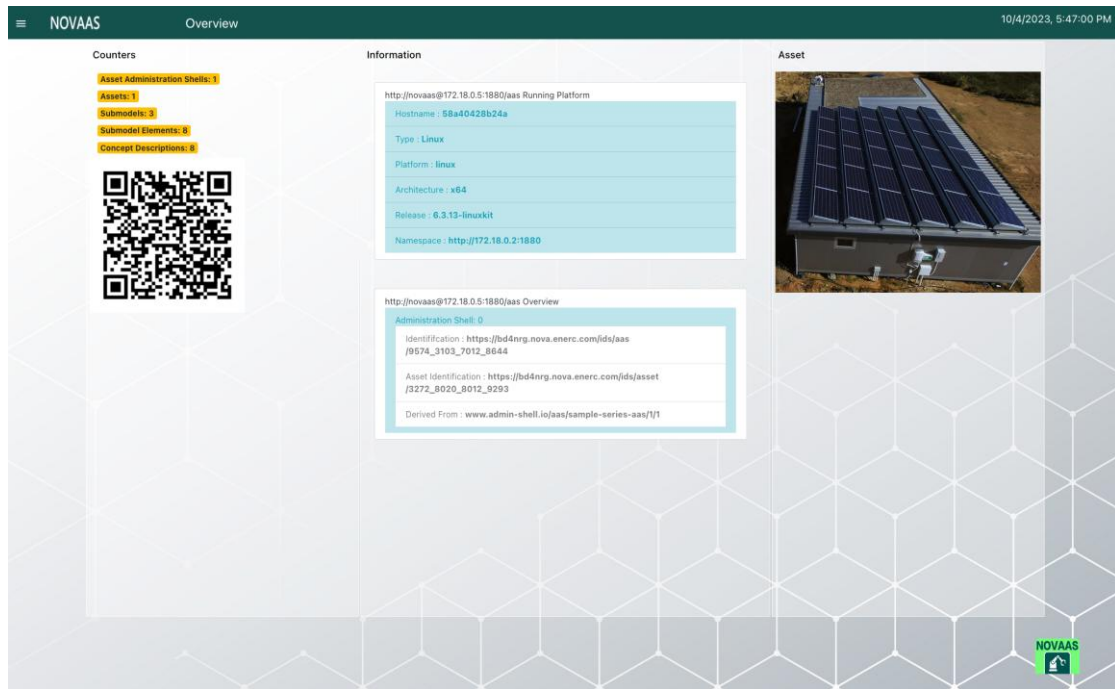 NOVAAS
Overview
10/4/2023, 5:47:00 PM
Counters
Asset Administration Shells: 1
Assets: 1
Submodels: 3
Submodel Elements: 8
Concept Descriptions: 8
Information
http://novaas@172.18.0.5:1880/aas Running Platform
Hostname : 58a40428b24a
Type : Linux
Platform : linux
Architecture : x64
Release : 6.3.13-linuxkit
Namespace : http://172.18.0.2:1880
http://novaas@172.18.0.5:1880/aas Overview
Administration Shell: 0
Identifification : https://bd4nrg.nova.enerc.com/ids/aas
/9574_3103_7012_8644
Asset Identification : https://bd4nrg.nova.enerc.com/ids/asset
/3272_8020_8012_9293
Derived From : www.admin-shell.io/aas/sample-series-aas/1/1
Asset
NOVAAS